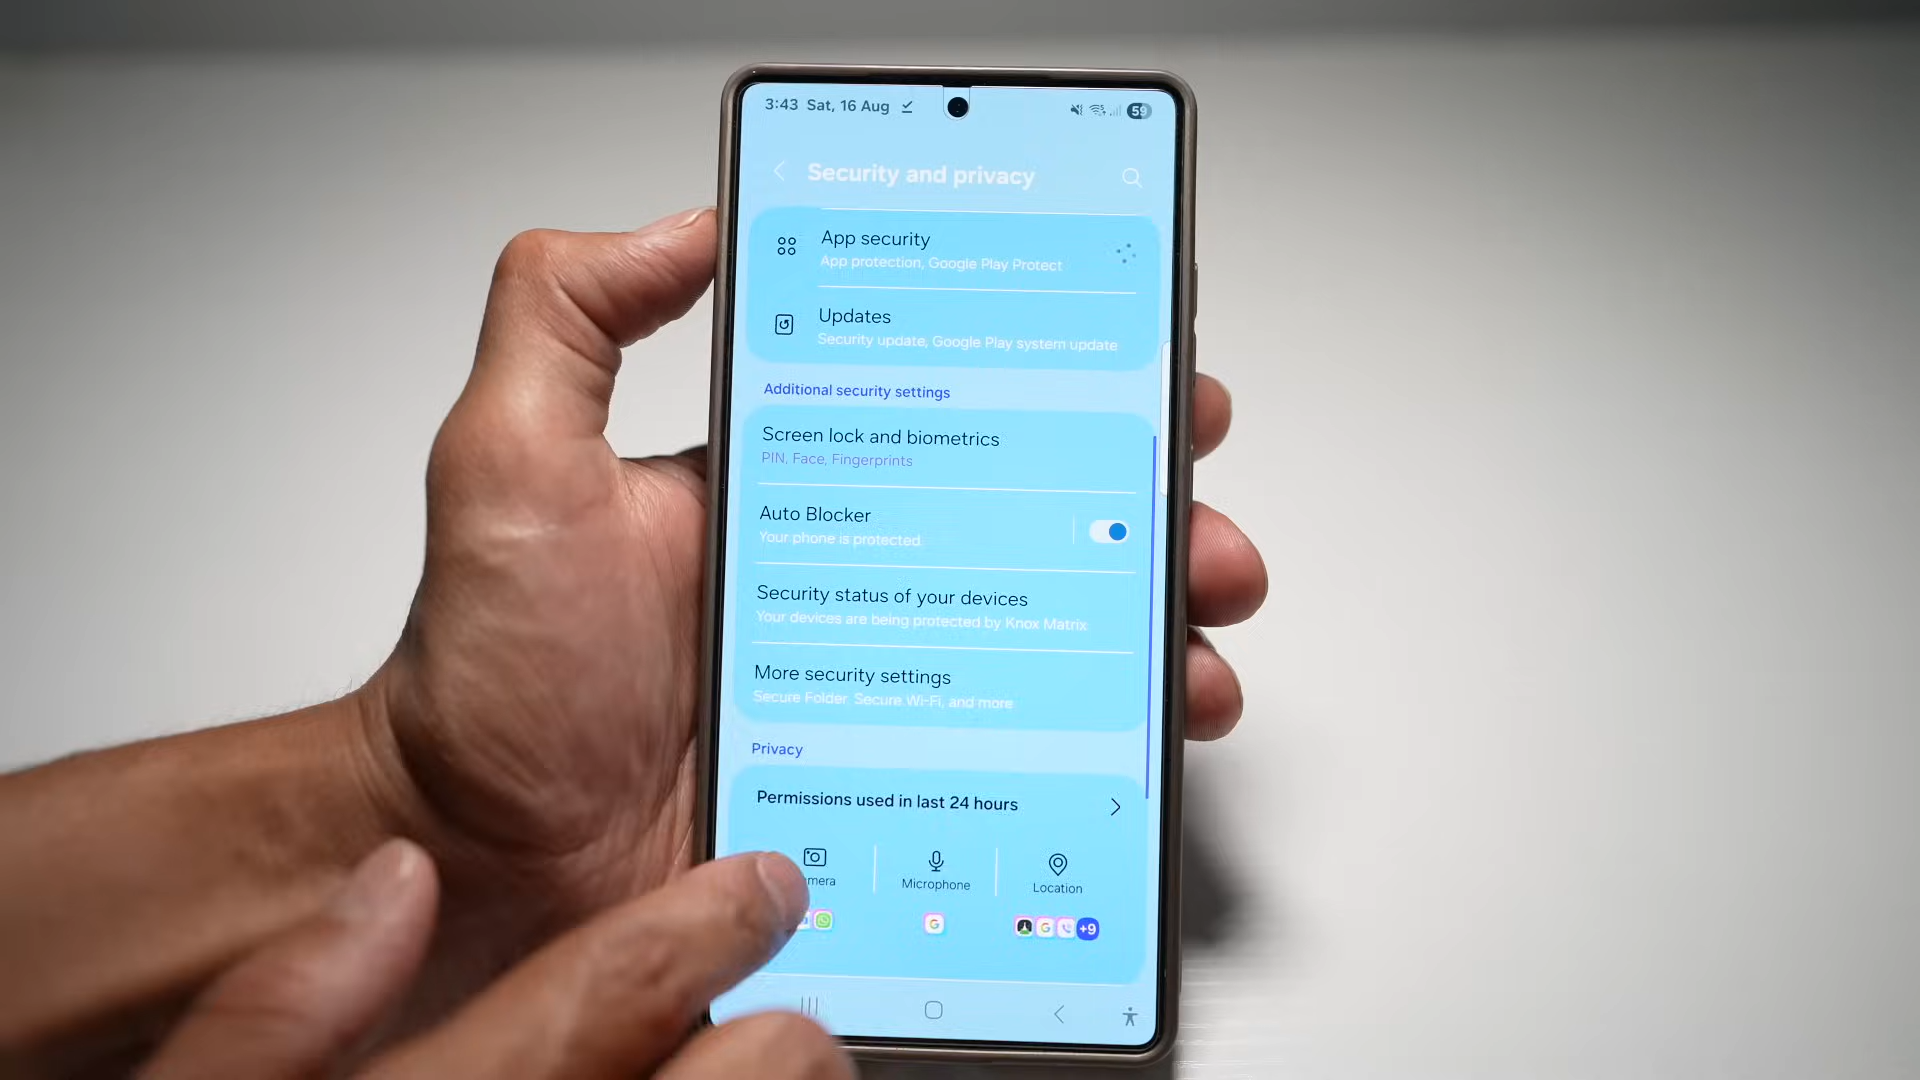 3:43 Sat, 16 Aug
59
Security and privacy
App security
App protection, Google Play Protect
Updates
Security update, Google Play system update
Additional security settings
Screen lock and biometrics
PIN, Face, Fingerprints
Auto Blocker
Your phone is protected.
Security status of your devices
Your devices are being protected by Knox Matrix.
More security settings
Secure Folder, Secure Wi-Fi, and more
Privacy
Permissions used in last 24 hours
Microphone
Location
G
G
+9